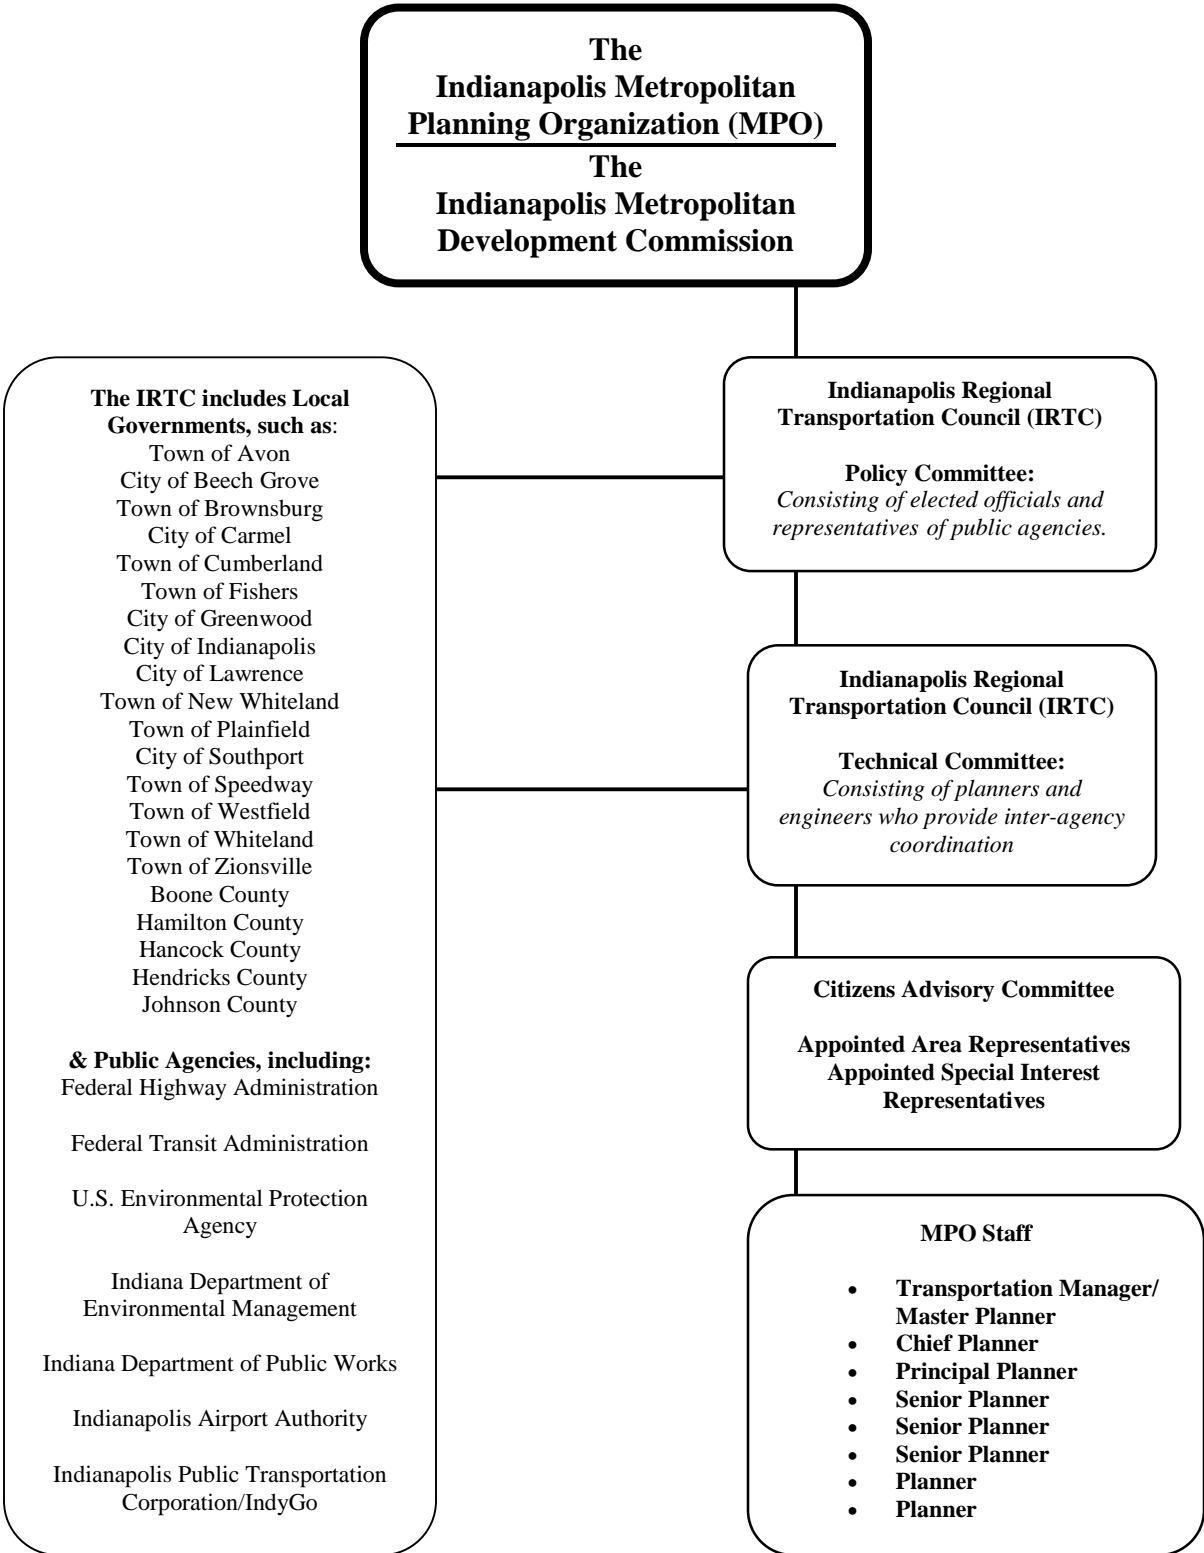 The
Indianapolis Metropolitan
Planning Organization (MPO)
The
Indianapolis Metropolitan
Development Commission
The IRTC includes Local
Governments, such as:
Town of Avon
City of Beech Grove
Town of Brownsburg
City of Carmel
Town of Cumberland
Town of Fishers
City of Greenwood
City of Indianapolis
City of Lawrence
Town of New Whiteland
Town of Plainfield
City of Southport
Town of Speedway
Town of Westfield
Town of Whiteland
Town of Zionsville
Boone County
Hamilton County
Hancock County
Hendricks County
Johnson County
& Public Agencies, including:
Federal Highway Administration
Federal Transit Administration
U.S. Environmental Protection
Agency
Indiana Department of
Environmental Management
Indiana Department of Public Works
Indianapolis Airport Authority
Indianapolis Public Transportation
Corporation/IndyGo
Indianapolis Regional
Transportation Council (IRTC)
Policy Committee:
Consisting of elected officials and
representatives of public agencies.
Indianapolis Regional
Transportation Council (IRTC)
Technical Committee:
Consisting of planners and
engineers who provide inter-agency
coordination
Citizens Advisory Committee
Appointed Area Representatives
Appointed Special Interest
Representatives
MPO Staff
• Transportation Manager/
Master Planner
• Chief Planner
• Principal Planner
• Senior Planner
• Senior Planner
• Senior Planner
• Planner
• Planner